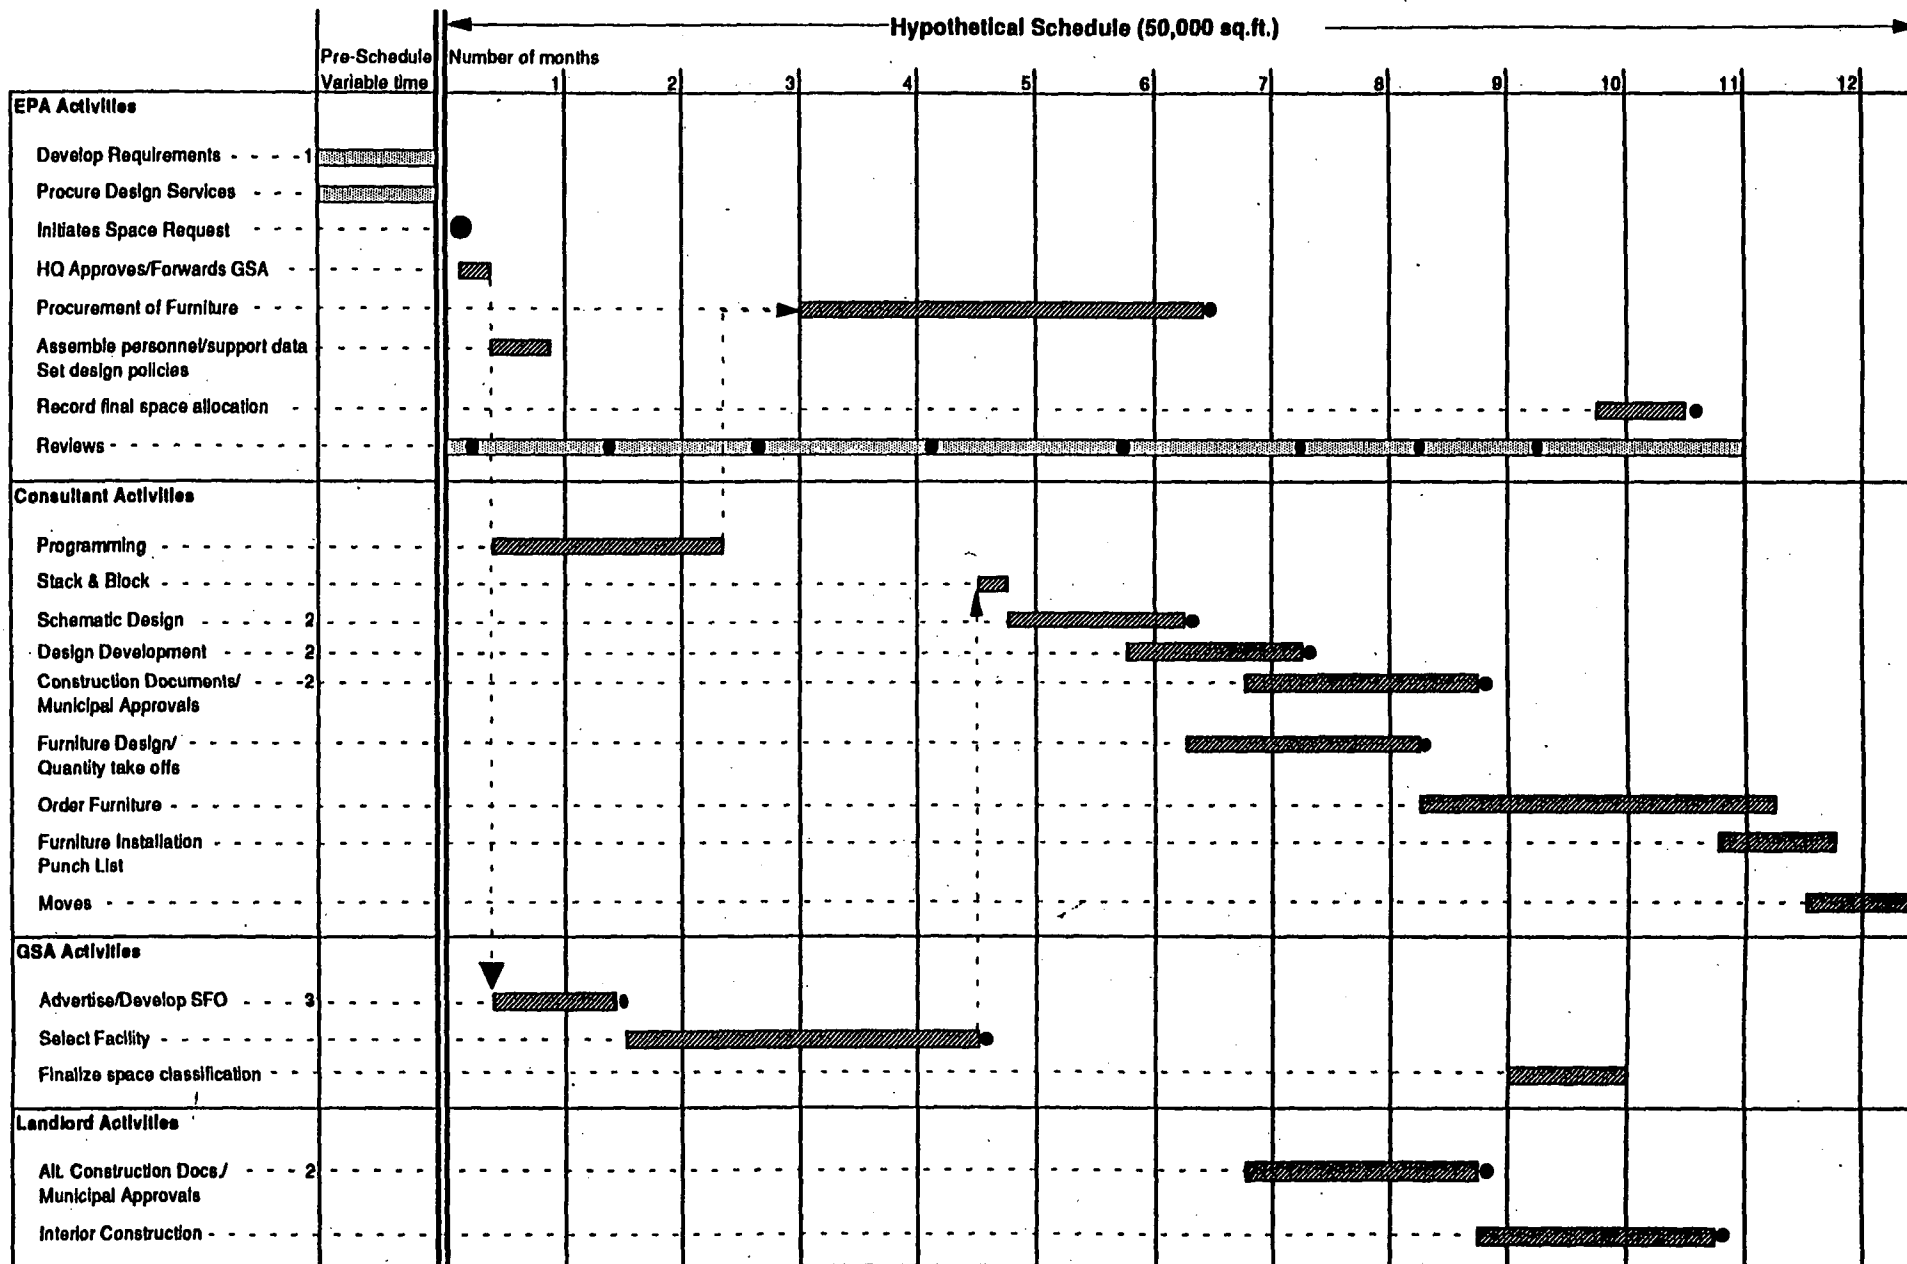 Hypothetical Schedule (50,000 sq.ft.)
Pre-Schedule Number of months
Variable time 1 2 3 4 5 6 7 8 9 10 11 12
EPA Activities
Develop Requirements 1
Procure Design Services
Initiates Space Request
HQ Approves/Forwards GSA
Procurement of Furniture
Assemble personnel/support data
Set design policies
Record final space allocation
Reviews
Consultant Activities
Programming
Stack & Block
Schematic Design 2
Design Development 2
Construction Documents/ 2
Municipal Approvals
Furniture Design/
Quantity take offs
Order Furniture
Furniture Installation
Punch List
Moves
GSA Activities
Advertise/Develop SFO 3
Select Facility
Finalize space classification
Landlord Activities
Alt. Construction Docs./ 2
Municipal Approvals
Interior Construction